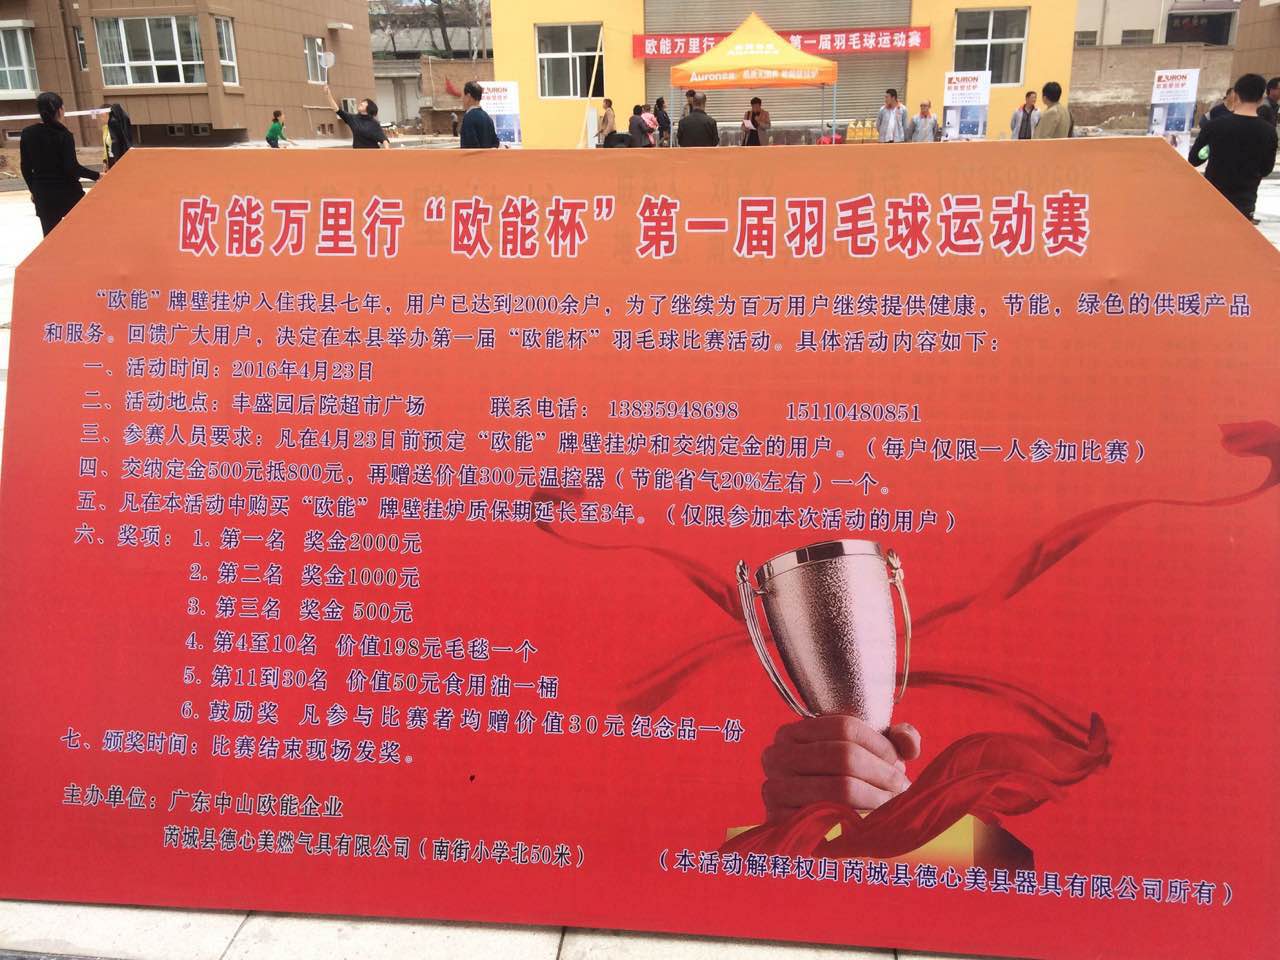 欧能万里行
第一届羽毛球运动赛
Auron
AURON
AURON
欧能壁挂炉
欧能万里行“欧能杯”第一届羽毛球运动赛
“欧能”牌壁挂炉入住我县七年，用户已达到2000余户，为了继续为百万用户继续提供健康，节能，绿色的供暖产品
和服务。回馈广大用户，决定在本县举办第一届“欧能杯”羽毛球比赛活动。具体活动内容如下：
一、活动时间：2016年4月23日
二、活动地点：丰盛园后院超市广场 联系电话： 13835948698 15110480851
三、参赛人员要求：凡在4月23日前预定“欧能”牌壁挂炉和交纳定金的用户。（每户仅限一人参加比赛）
四、交纳定金500元抵800元，再赠送价值300元温控器（节能省气20%左右）一个。
五、凡在本活动中购买“欧能”牌壁挂炉质保期延长至3年。（仅限参加本次活动的用户）
六、奖项： 1. 第一名 奖金2000元
2. 第二名 奖金1000元
3. 第三名 奖金 500元
4. 第4至10名 价值198元毛毯一个
5. 第11到30名 价值50元食用油一桶
6. 鼓励奖 凡参与比赛者均赠价值30元纪念品一份
七、颁奖时间：比赛结束现场发奖。
主办单位：广东中山欧能企业
芮城县德心美燃气具有限公司（南街小学北50米）
（本活动解释权归芮城县德心美县器具有限公司所有）